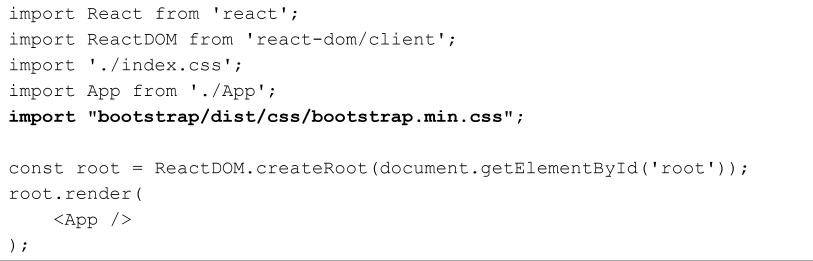 import React from 'react';
import ReactDOM from 'react-dom/client';
import './index.css';
import App from './App';
import "bootstrap/dist/css/bootstrap.min.css";

const root = ReactDOM.createRoot(document.getElementById('root'));
root.render(
    <App />
);